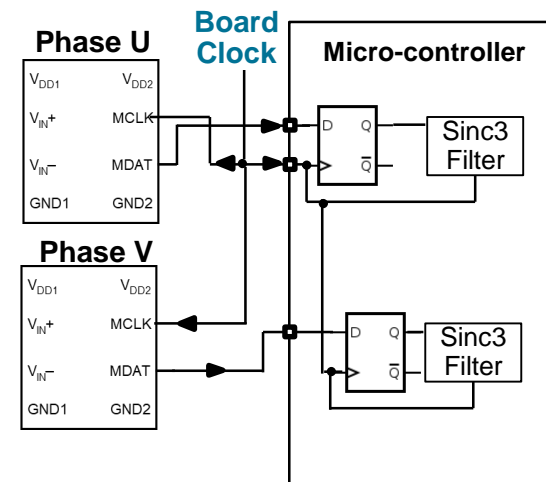 Board
Clock
Phase U
Micro-controller
VDD1 VDD2
VIN+ MCLK
VIN− MDAT
GND1 GND2
D Q
Q̅
Sinc3
Filter
Phase V
VDD1 VDD2
VIN+ MCLK
VIN− MDAT
GND1 GND2
D Q
Q̅
Sinc3
Filter